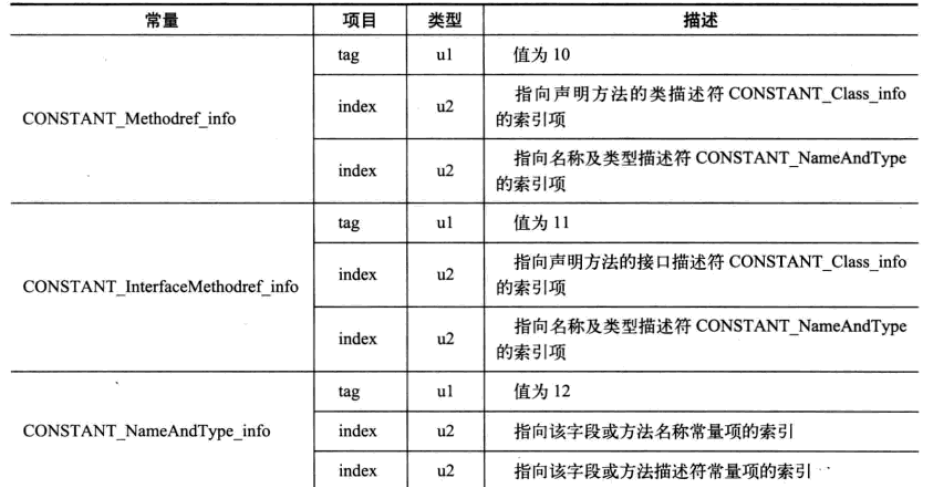 常量 项目 类型 描述
tag u1 值为 10
CONSTANT_Methodref_info index u2 指向声明方法的类描述符 CONSTANT_Class_info
的索引项
index u2 指向名称及类型描述符 CONSTANT_NameAndType
的索引项
tag u1 值为 11
CONSTANT_InterfaceMethodref_info index u2 指向声明方法的接口描述符 CONSTANT_Class_info
的索引项
index u2 指向名称及类型描述符 CONSTANT_NameAndType
的索引项
tag u1 值为 12
CONSTANT_NameAndType_info index u2 指向该字段或方法名称常量项的索引
index u2 指向该字段或方法描述符常量项的索引